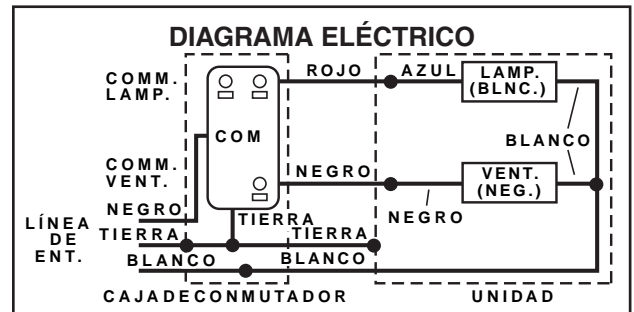 DIAGRAMA ELÉCTRICO
COMM.
LAMP.
ROJO
AZUL
LAMP.
(BLNC.)
COM
BLANCO
COMM.
VENT.
NEGRO
VENT.
(NEG.)
NEGRO
NEGRO
LÍNEA
DE
ENT.
TIERRA
TIERRA
TIERRA
BLANCO
BLANCO
CAJADECONMUTADOR
UNIDAD